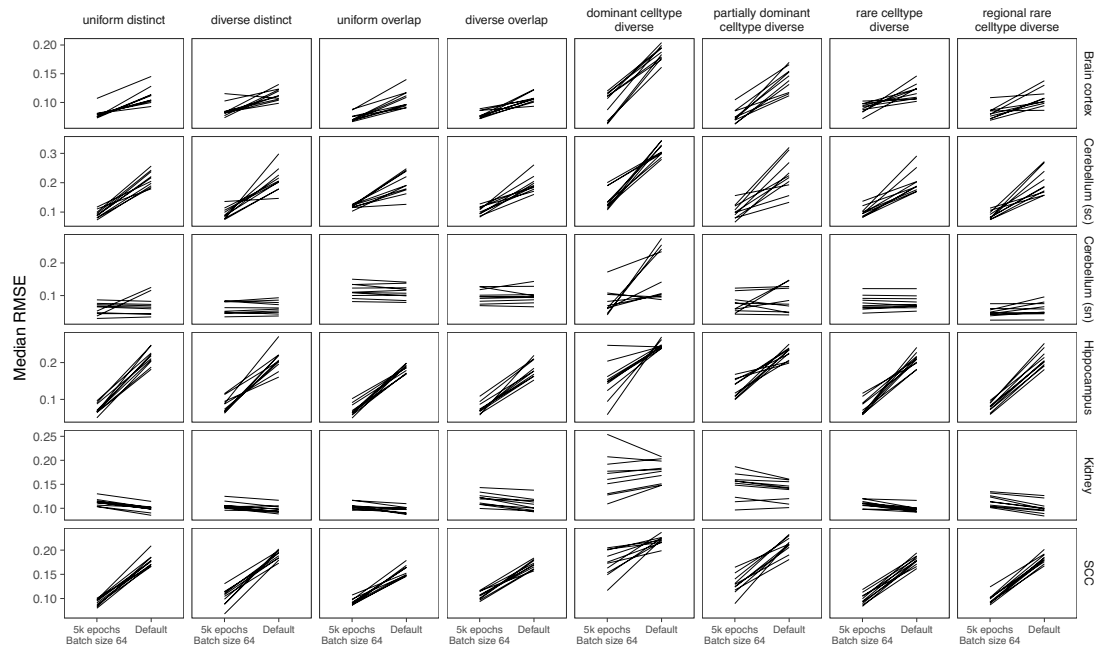 uniform distinct
diverse distinct
uniform overlap
diverse overlap
dominant celltype
diverse
partially dominant
celltype diverse
rare celltype
diverse
regional rare
celltype diverse
Median RMSE
0.20
0.15
0.10
Brain cortex
0.3
0.2
0.1
Cerebellum (sc)
0.2
0.1
Cerebellum (sn)
0.2
0.1
Hippocampus
0.25
0.20
0.15
0.10
Kidney
0.20
0.15
0.10
SCC
5k epochs
Batch size 64
Default
5k epochs
Batch size 64
Default
5k epochs
Batch size 64
Default
5k epochs
Batch size 64
Default
5k epochs
Batch size 64
Default
5k epochs
Batch size 64
Default
5k epochs
Batch size 64
Default
5k epochs
Batch size 64
Default